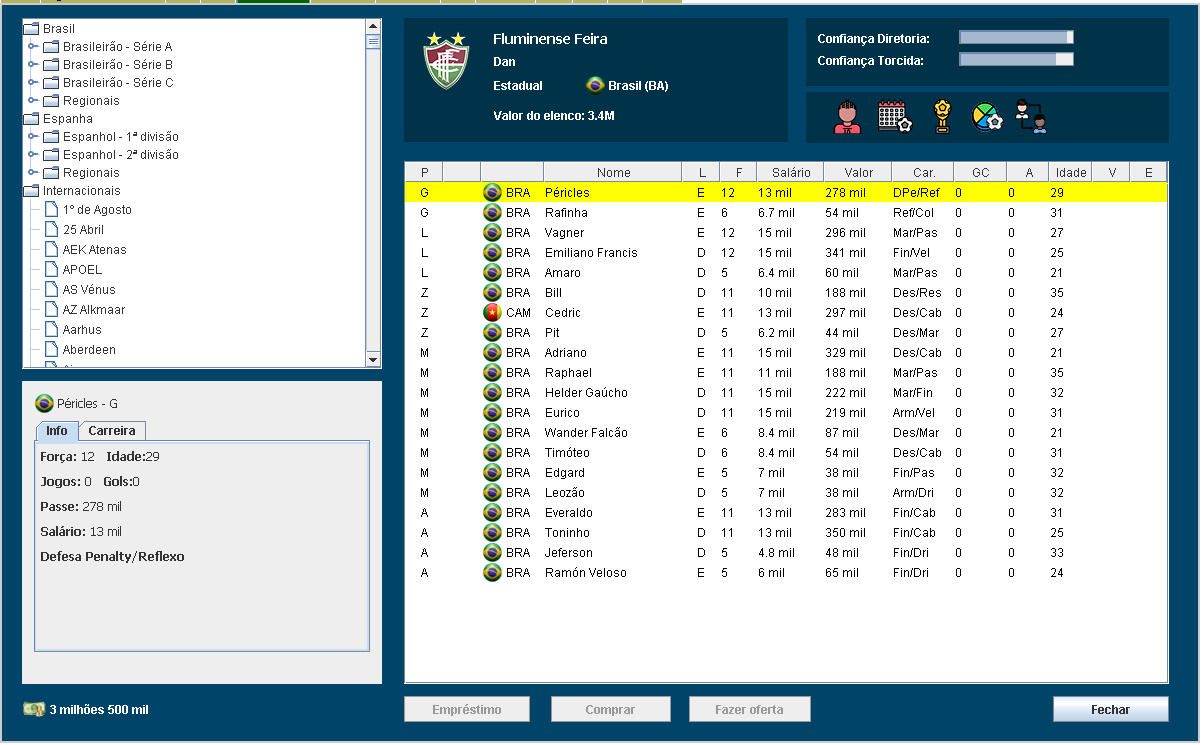 Brasil
Brasileirão - Série A
Brasileirão - Série B
Brasileirão - Série C
Regionais
Espanha
Espanhol - 1ª divisão
Espanhol - 2ª divisão
Regionais
Internacionais
1º de Agosto
25 Abril
AEK Atenas
APOEL
AS Vénus
AZ Alkmaar
Aarhus
Aberdeen
Péricles - G
Info Carreira
Força: 12 Idade:29
Jogos: 0 Gols:0
Passe: 278 mil
Salário: 13 mil
Defesa Penalty/Reflexo
3 milhões 500 mil
Fluminense Feira
Dan
Estadual Brasil (BA)
Valor do elenco: 3.4M
Confiança Diretoria:
Confiança Torcida:
P Nome L F Salário Valor Car. GC A Idade V E
G BRA Péricles E 12 13 mil 278 mil DPe/Ref 0 0 29
G BRA Rafinha E 6 6.7 mil 54 mil Ref/Col 0 0 31
L BRA Vagner E 12 15 mil 296 mil Mar/Pas 0 0 27
L BRA Emiliano Francis D 12 15 mil 341 mil Fin/Vel 0 0 25
L BRA Amaro D 5 6.4 mil 60 mil Mar/Pas 0 0 21
Z BRA Bill D 11 10 mil 188 mil Des/Res 0 0 35
Z CAM Cedric E 11 13 mil 297 mil Des/Cab 0 0 24
Z BRA Pit D 5 6.2 mil 44 mil Des/Mar 0 0 27
M BRA Adriano E 11 15 mil 329 mil Des/Cab 0 0 21
M BRA Raphael E 11 11 mil 188 mil Mar/Pas 0 0 35
M BRA Helder Gaúcho D 11 15 mil 222 mil Mar/Fin 0 0 32
M BRA Eurico D 11 15 mil 219 mil Arm/Vel 0 0 31
M BRA Wander Falcão E 6 8.4 mil 87 mil Des/Mar 0 0 21
M BRA Timóteo D 6 8.4 mil 54 mil Des/Cab 0 0 31
M BRA Edgard E 5 7 mil 38 mil Fin/Pas 0 0 32
M BRA Leozão D 5 7 mil 38 mil Arm/Dri 0 0 32
A BRA Everaldo E 11 13 mil 283 mil Fin/Cab 0 0 31
A BRA Toninho D 11 13 mil 350 mil Fin/Cab 0 0 25
A BRA Jeferson D 5 4.8 mil 48 mil Fin/Dri 0 0 33
A BRA Ramón Veloso E 5 6 mil 65 mil Fin/Dri 0 0 24
Empréstimo Comprar Fazer oferta Fechar